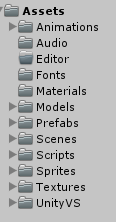 Assets
Animations
Audio
Editor
Fonts
Materials
Models
Prefabs
Scenes
Scripts
Sprites
Textures
UnityVS